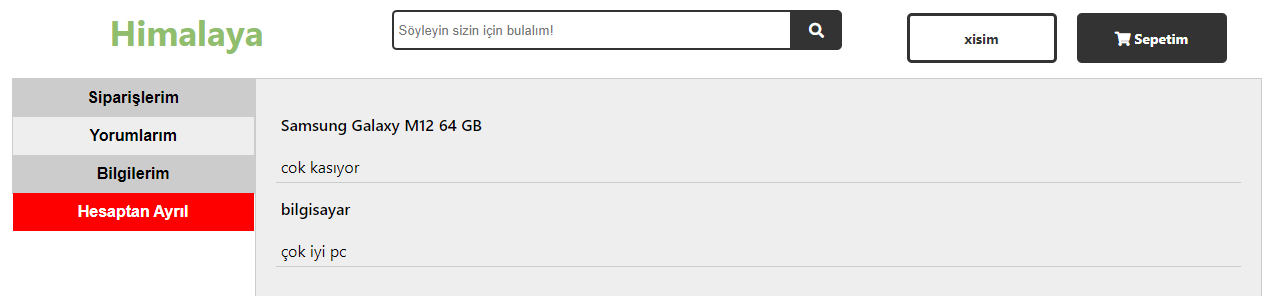 Himalaya
Söyleyin sizin için bulalım!
xisim
Sepetim
Siparişlerim
Yorumlarım
Bilgilerim
Hesaptan Ayrıl
Samsung Galaxy M12 64 GB
cok kasıyor
bilgisayar
çok iyi pc